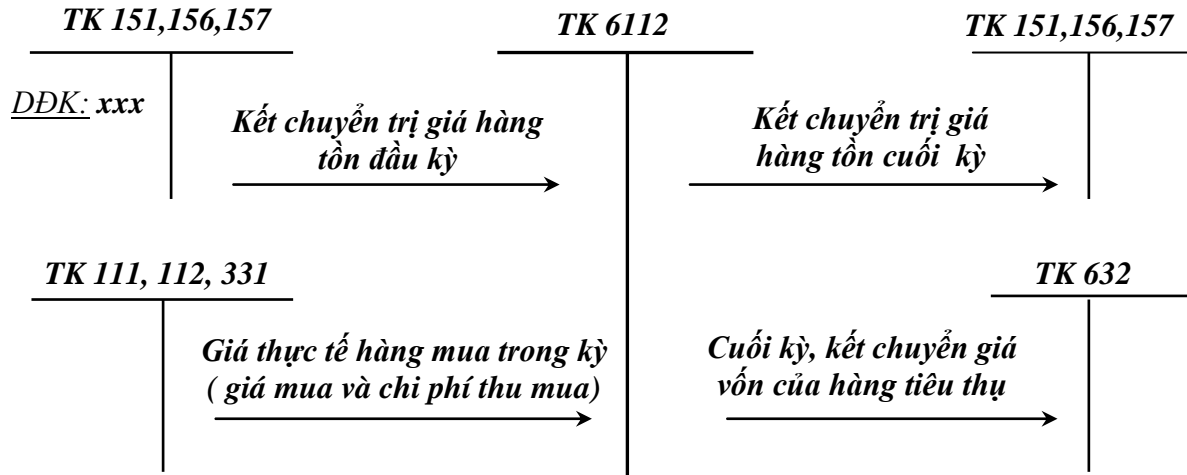 TK 151,156,157
TK 6112
TK 151,156,157
DĐK: xxx
Kết chuyển trị giá hàng
tồn đầu kỳ
Kết chuyển trị giá
hàng tồn cuối kỳ
TK 111, 112, 331
TK 632
Giá thực tế hàng mua trong kỳ
( giá mua và chi phí thu mua)
Cuối kỳ, kết chuyển giá
vốn của hàng tiêu thụ